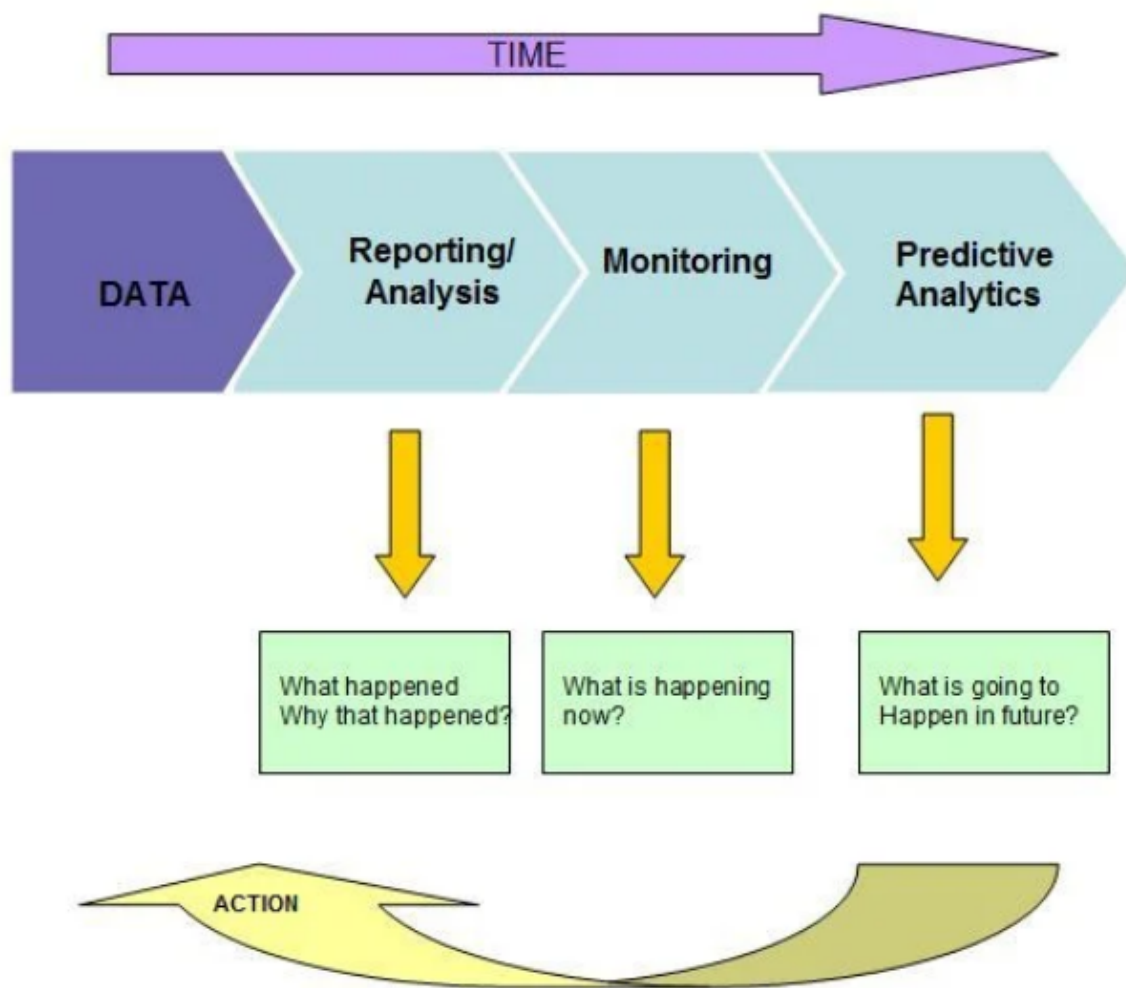 TIME
DATA
Reporting/
Analysis
Monitoring
Predictive
Analytics
What happened
Why that happened?
What is happening
now?
What is going to
Happen in future?
ACTION